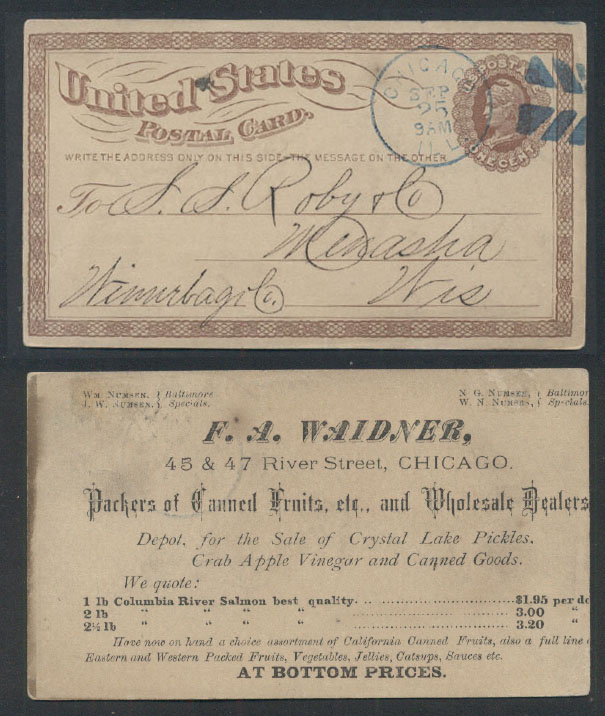 United States
POSTAL CARD.
WRITE THE ADDRESS ONLY ON THIS SIDE-THE MESSAGE ON THE OTHER
CHICAGO
SEP
25
9AM
ILL
U.S. POSTAGE
ONE CENT
To S. S. Roby & Co
Menasha
Winnebago Co.
Wis
Wm NUMSEN, } Baltimore
J. W. NUMSEN, } Specials.
N G. NUMSEN, } Baltimor
W. N. NUMSEN, } Specials
F. A. WAIDNER,
45 & 47 River Street, CHICAGO.
Packers of Canned Fruits, etc., and Wholesale Dealers
Depot, for the Sale of Crystal Lake Pickles.
Crab Apple Vinegar and Canned Goods.
We quote:
1 lb Columbia River Salmon best quality. . . . $1.95 per do
2 lb " " " " . . . . 3.00 "
2½ lb " " " " . . . . 3.20 "
Have now on hand a choice assortment of California Canned Fruits, also a full line
Eastern and Western Packed Fruits, Vegetables, Jellies, Catsups, Sauces etc.
AT BOTTOM PRICES.